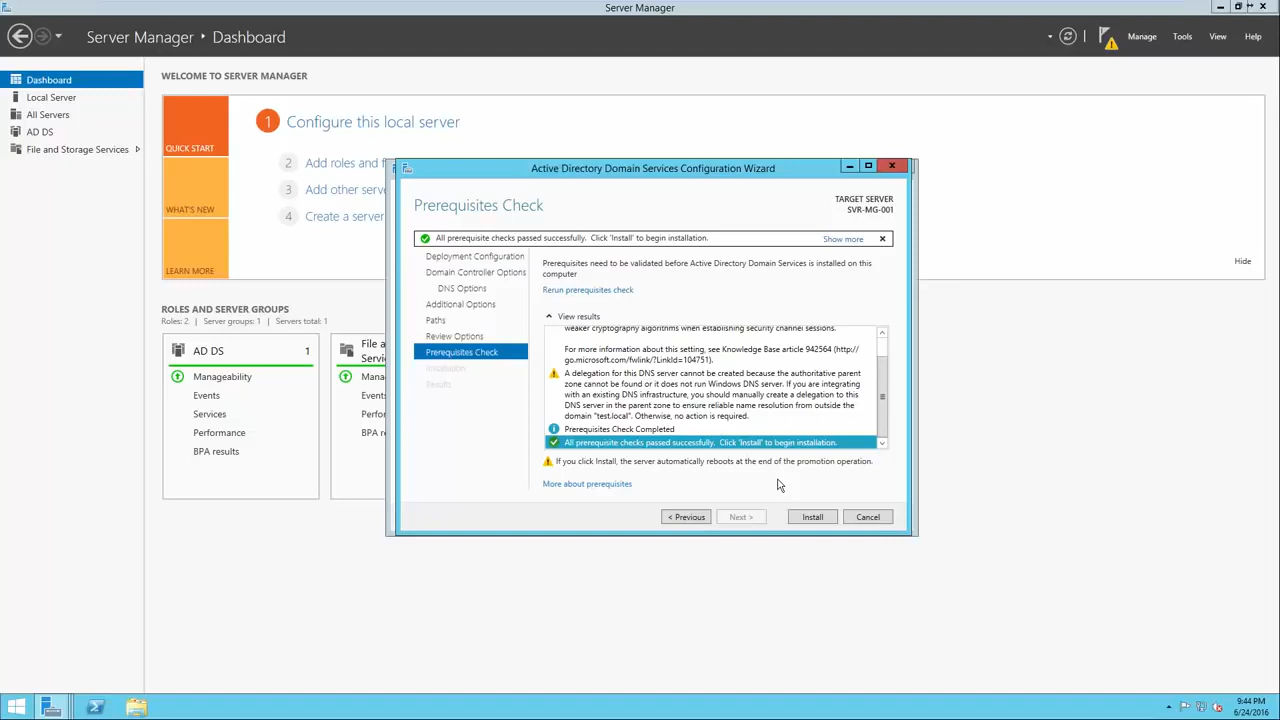 Server Manager
Server Manager • Dashboard
Manage Tools View Help
Dashboard
Local Server
All Servers
AD DS
File and Storage Services
WELCOME TO SERVER MANAGER
QUICK START
WHAT'S NEW
LEARN MORE
1 Configure this local server
2 Add roles and f
3 Add other serve
4 Create a server
Hide
ROLES AND SERVER GROUPS
Roles: 2 | Server groups: 1 | Servers total: 1
AD DS 1
Manageability
Events
Services
Performance
BPA results
File a
Servic
Mana
Event
Perfor
BPA r
Active Directory Domain Services Configuration Wizard
Prerequisites Check
TARGET SERVER
SVR-MG-001
All prerequisite checks passed successfully. Click 'Install' to begin installation.
Show more
Deployment Configuration
Domain Controller Options
DNS Options
Additional Options
Paths
Review Options
Prerequisites Check
Installation
Results
Prerequisites need to be validated before Active Directory Domain Services is installed on this
computer
Rerun prerequisites check
View results
weaker cryptography algorithms when establishing security channel sessions.
For more information about this setting, see Knowledge Base article 942564 (http://
go.microsoft.com/fwlink/?LinkId=104751).
A delegation for this DNS server cannot be created because the authoritative parent
zone cannot be found or it does not run Windows DNS server. If you are integrating
with an existing DNS infrastructure, you should manually create a delegation to this
DNS server in the parent zone to ensure reliable name resolution from outside the
domain "test.local". Otherwise, no action is required.
Prerequisites Check Completed
All prerequisite checks passed successfully. Click 'Install' to begin installation.
If you click Install, the server automatically reboots at the end of the promotion operation.
More about prerequisites
< Previous
Next >
Install
Cancel
9:44 PM
6/24/2016